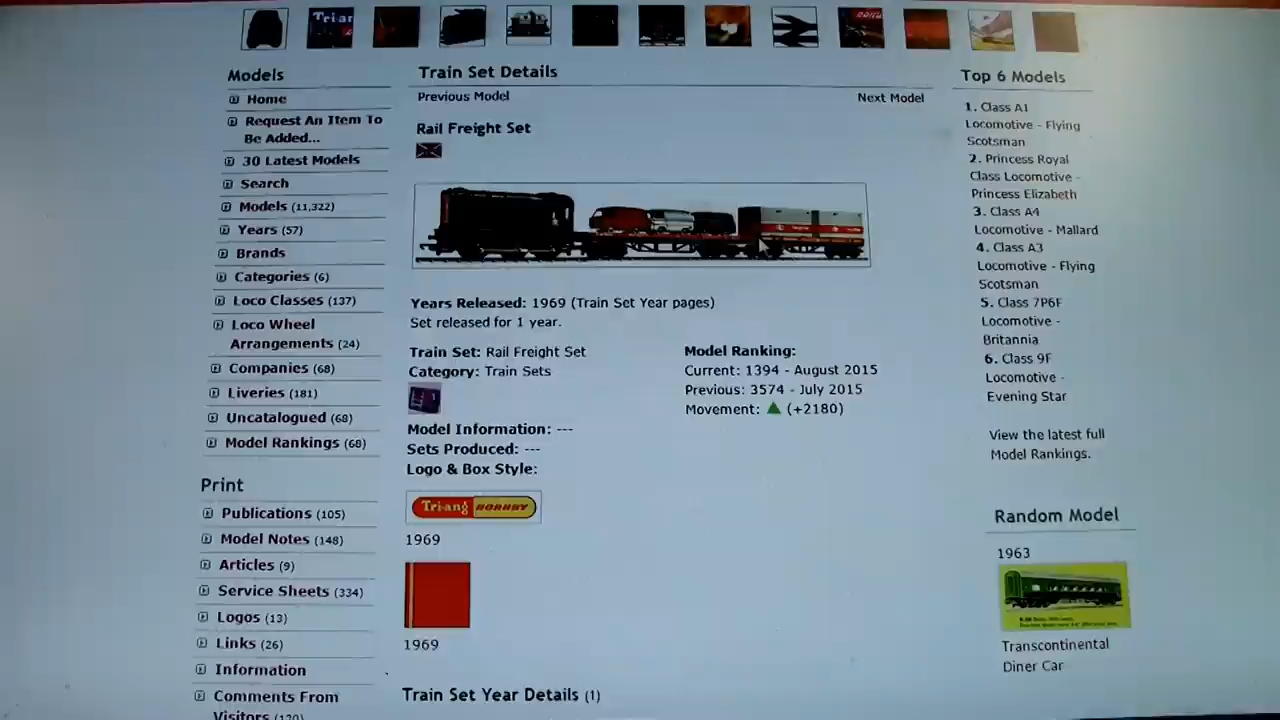 Tri-ar
Models
Home
Request An Item To
Be Added...
30 Latest Models
Search
Models (11,322)
Years (57)
Brands
Categories (6)
Loco Classes (137)
Loco Wheel
Arrangements (24)
Companies (68)
Liveries (181)
Uncatalogued (68)
Model Rankings (68)
Print
Publications (105)
Model Notes (148)
Articles (9)
Service Sheets (334)
Logos (13)
Links (26)
Information
Comments From
Visitors (120)
Train Set Details
Previous Model
Next Model
Rail Freight Set
Years Released: 1969 (Train Set Year pages)
Set released for 1 year.
Train Set: Rail Freight Set
Category: Train Sets
Model Information: ---
Sets Produced: ---
Logo & Box Style:
Tri-ang HORNBY
1969
1969
Model Ranking:
Current: 1394 - August 2015
Previous: 3574 - July 2015
Movement: (+2180)
Train Set Year Details (1)
Top 6 Models
1. Class A1
Locomotive - Flying
Scotsman
2. Princess Royal
Class Locomotive -
Princess Elizabeth
3. Class A4
Locomotive - Mallard
4. Class A3
Locomotive - Flying
Scotsman
5. Class 7P6F
Locomotive -
Britannia
6. Class 9F
Locomotive -
Evening Star
View the latest full
Model Rankings.
Random Model
1963
Transcontinental
Diner Car